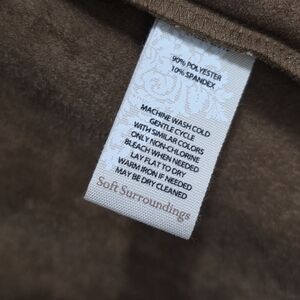 90% POLYESTER
10% SPANDEX
MACHINE WASH COLD
GENTLE CYCLE
WITH SIMILAR COLORS
ONLY NON-CHLORINE
BLEACH WHEN NEEDED
LAY FLAT TO DRY
WARM IRON IF NEEDED
MAY BE DRY CLEANED
Soft Surroundings